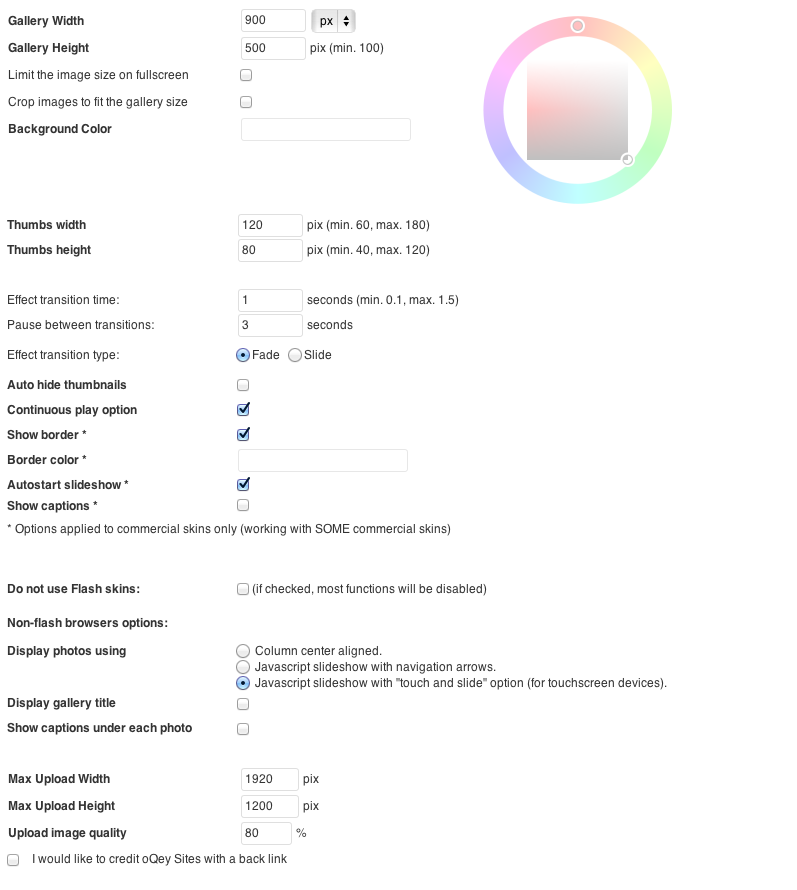 Gallery Width 900 px
Gallery Height 500 pix (min. 100)
Limit the image size on fullscreen
Crop images to fit the gallery size
Background Color
Thumbs width 120 pix (min. 60, max. 180)
Thumbs height 80 pix (min. 40, max. 120)
Effect transition time: 1 seconds (min. 0.1, max. 1.5)
Pause between transitions: 3 seconds
Effect transition type: Fade Slide
Auto hide thumbnails
Continuous play option
Show border *
Border color *
Autostart slideshow *
Show captions *
* Options applied to commercial skins only (working with SOME commercial skins)
Do not use Flash skins: (if checked, most functions will be disabled)
Non-flash browsers options:
Display photos using Column center aligned.
Javascript slideshow with navigation arrows.
Javascript slideshow with "touch and slide" option (for touchscreen devices).
Display gallery title
Show captions under each photo
Max Upload Width 1920 pix
Max Upload Height 1200 pix
Upload image quality 80 %
I would like to credit oQey Sites with a back link